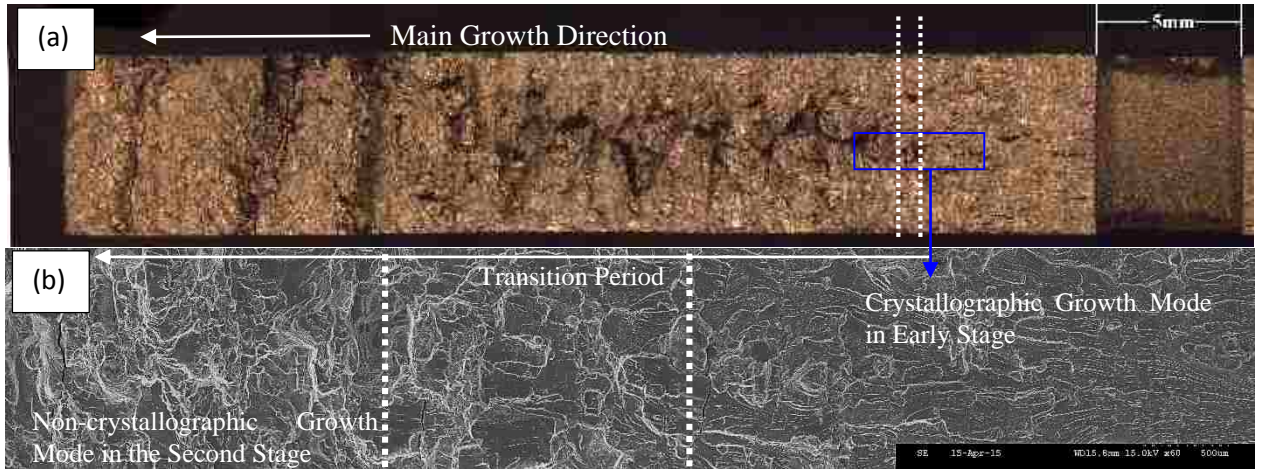 (a)
Main Growth Direction
5mm
(b)
Transition Period
Crystallographic Growth Mode
in Early Stage
Non-crystallographic Growth
Mode in the Second Stage
SE 15-Apr-15 WD15.8mm 15.0kV x60 500um